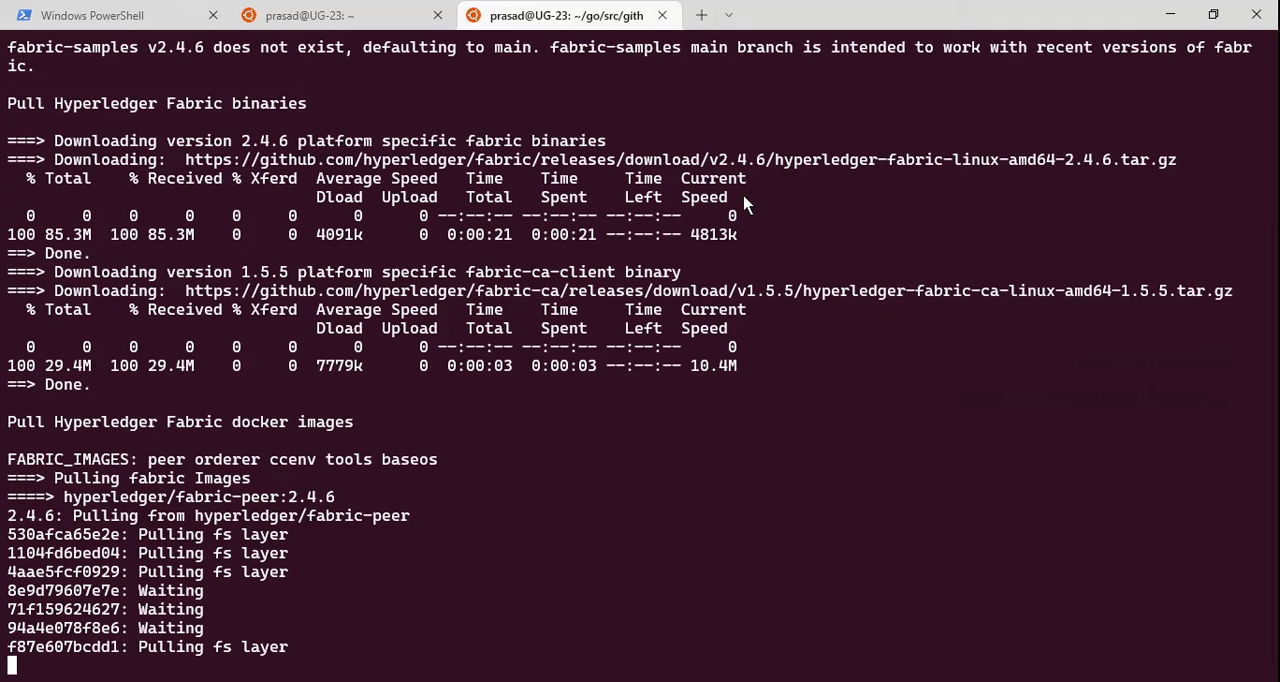 Windows PowerShell
prasad@UG-23: ~
prasad@UG-23: ~/go/src/gith
fabric-samples v2.4.6 does not exist, defaulting to main. fabric-samples main branch is intended to work with recent versions of fabr
ic.
Pull Hyperledger Fabric binaries
===> Downloading version 2.4.6 platform specific fabric binaries
===> Downloading:  https://github.com/hyperledger/fabric/releases/download/v2.4.6/hyperledger-fabric-linux-amd64-2.4.6.tar.gz
  % Total    % Received % Xferd  Average Speed   Time    Time     Time  Current
                                 Dload  Upload   Total   Spent    Left  Speed
  0     0    0     0    0     0      0      0 --:--:-- --:--:-- --:--:--     0
100 85.3M  100 85.3M    0     0  4091k      0  0:00:21  0:00:21 --:--:-- 4813k
==> Done.
===> Downloading version 1.5.5 platform specific fabric-ca-client binary
===> Downloading:  https://github.com/hyperledger/fabric-ca/releases/download/v1.5.5/hyperledger-fabric-ca-linux-amd64-1.5.5.tar.gz
  % Total    % Received % Xferd  Average Speed   Time    Time     Time  Current
                                 Dload  Upload   Total   Spent    Left  Speed
  0     0    0     0    0     0      0      0 --:--:-- --:--:-- --:--:--     0
100 29.4M  100 29.4M    0     0  7779k      0  0:00:03  0:00:03 --:--:-- 10.4M
==> Done.
Pull Hyperledger Fabric docker images
FABRIC_IMAGES: peer orderer ccenv tools baseos
===> Pulling fabric Images
====> hyperledger/fabric-peer:2.4.6
2.4.6: Pulling from hyperledger/fabric-peer
530afca65e2e: Pulling fs layer
1104fd6bed04: Pulling fs layer
4aae5fcf0929: Pulling fs layer
8e9d79607e7e: Waiting
71f159624627: Waiting
94a4e078f8e6: Waiting
f87e607bcdd1: Pulling fs layer